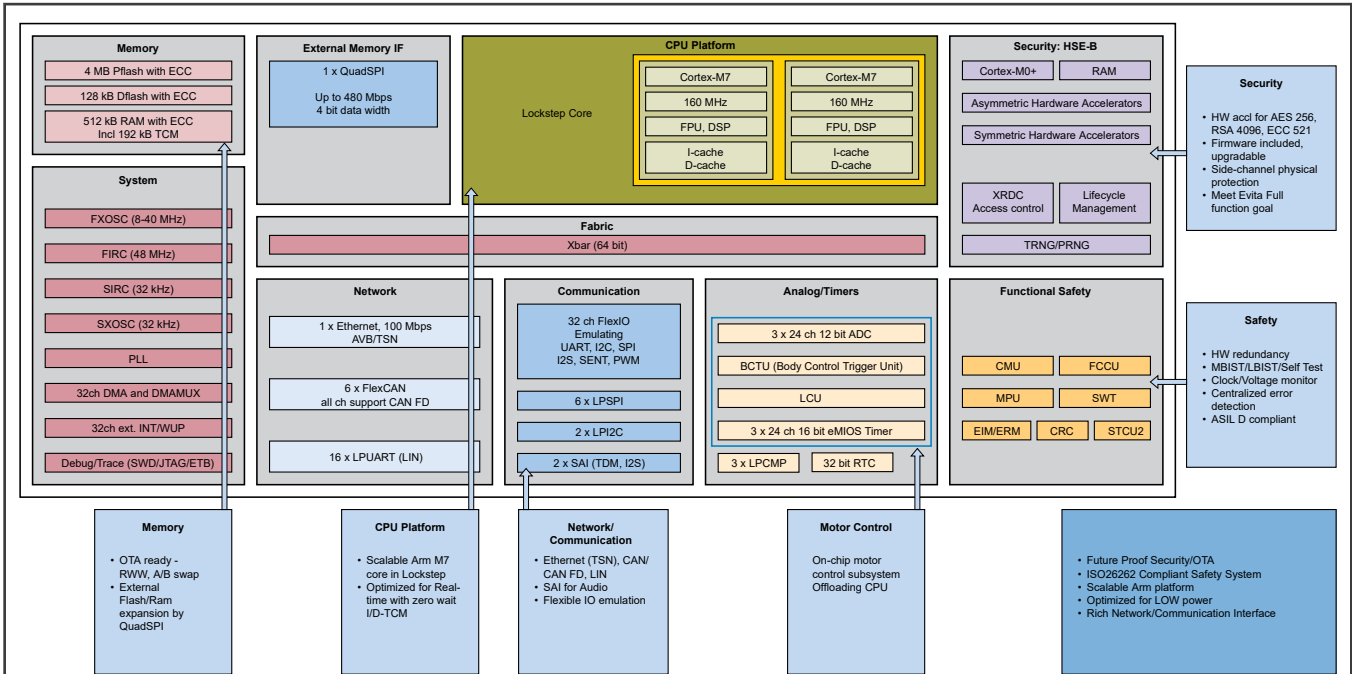 Memory
4 MB Pflash with ECC
128 kB Dflash with ECC
512 kB RAM with ECC
Incl 192 kB TCM
External Memory IF
1 x QuadSPI
Up to 480 Mbps
4 bit data width
CPU Platform
Lockstep Core
Cortex-M7
160 MHz
FPU, DSP
I-cache
D-cache
Cortex-M7
160 MHz
FPU, DSP
I-cache
D-cache
Security: HSE-B
Cortex-M0+
RAM
Asymmetric Hardware Accelerators
Symmetric Hardware Accelerators
XRDC
Access control
Lifecycle
Management
TRNG/PRNG
Security
• HW accl for AES 256,
RSA 4096, ECC 521
• Firmware included,
upgradable
• Side-channel physical
protection
• Meet Evita Full
function goal
System
FXOSC (8-40 MHz)
FIRC (48 MHz)
SIRC (32 kHz)
SXOSC (32 kHz)
PLL
32ch DMA and DMAMUX
32ch ext. INT/WUP
Debug/Trace (SWD/JTAG/ETB)
Fabric
Xbar (64 bit)
Network
1 x Ethernet, 100 Mbps
AVB/TSN
6 x FlexCAN
all ch support CAN FD
16 x LPUART (LIN)
Communication
32 ch FlexIO
Emulating
UART, I2C, SPI
I2S, SENT, PWM
6 x LPSPI
2 x LPI2C
2 x SAI (TDM, I2S)
Analog/Timers
3 x 24 ch 12 bit ADC
BCTU (Body Control Trigger Unit)
LCU
3 x 24 ch 16 bit eMIOS Timer
3 x LPCMP
32 bit RTC
Functional Safety
CMU
FCCU
MPU
SWT
EIM/ERM
CRC
STCU2
Safety
• HW redundancy
• MBIST/LBIST/Self Test
• Clock/Voltage monitor
• Centralized error
detection
• ASIL D compliant
Memory
• OTA ready -
RWW, A/B swap
• External
Flash/Ram
expansion by
QuadSPI
CPU Platform
• Scalable Arm M7
core in Lockstep
• Optimized for Real-
time with zero wait
I/D-TCM
Network/
Communication
• Ethernet (TSN), CAN/
CAN FD, LIN
• SAI for Audio
• Flexible IO emulation
Motor Control
On-chip motor
control subsystem
Offloading CPU
• Future Proof Security/OTA
• ISO26262 Compliant Safety System
• Scalable Arm platform
• Optimized for LOW power
• Rich Network/Communication Interface